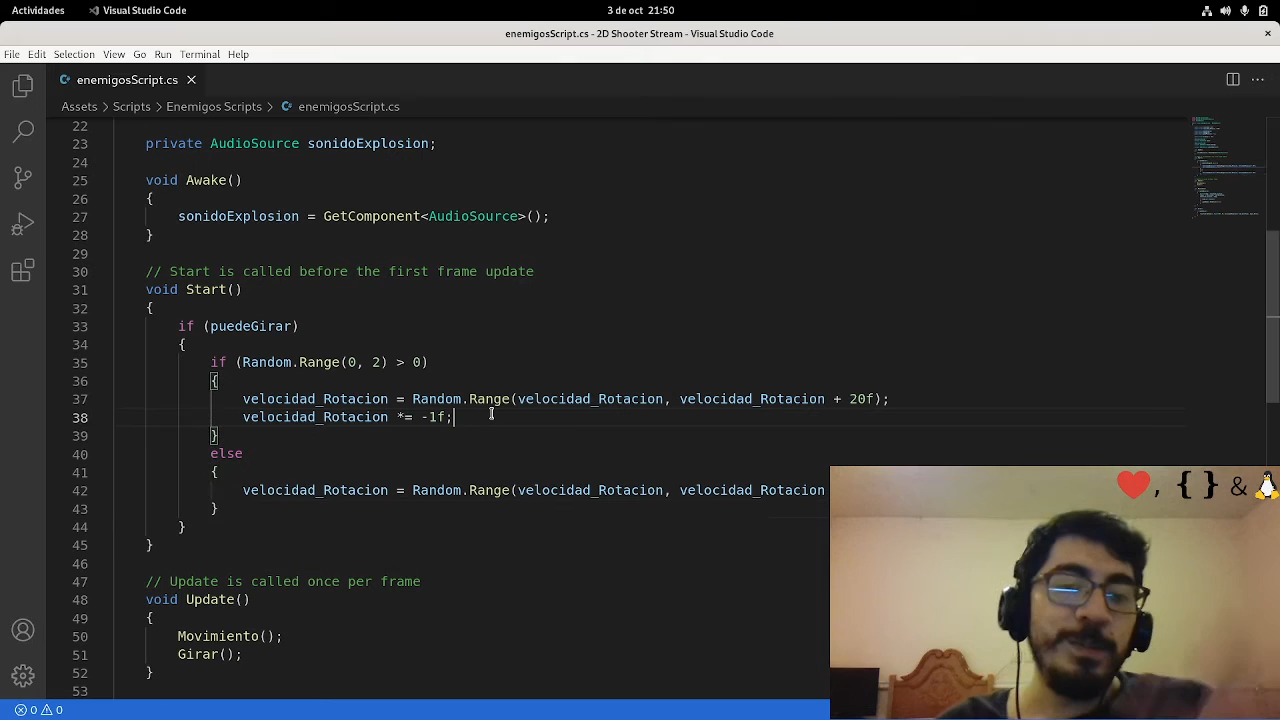 Actividades
Visual Studio Code
3 de oct 21:50
enemigosScript.cs - 2D Shooter Stream - Visual Studio Code
File Edit Selection View Go Run Terminal Help
enemigosScript.cs
Assets > Scripts > Enemigos Scripts > enemigosScript.cs
22
23 private AudioSource sonidoExplosion;
24
25 void Awake()
26 {
27 sonidoExplosion = GetComponent<AudioSource>();
28 }
29
30 // Start is called before the first frame update
31 void Start()
32 {
33 if (puedeGirar)
34 {
35 if (Random.Range(0, 2) > 0)
36 {
37 velocidad_Rotacion = Random.Range(velocidad_Rotacion, velocidad_Rotacion + 20f);
38 velocidad_Rotacion *= -1f;
39 }
40 else
41 {
42 velocidad_Rotacion = Random.Range(velocidad_Rotacion, velocidad_Rotacion
43 }
44 }
45 }
46
47 // Update is called once per frame
48 void Update()
49 {
50 Movimiento();
51 Girar();
52 }
53
0 0
, { } &